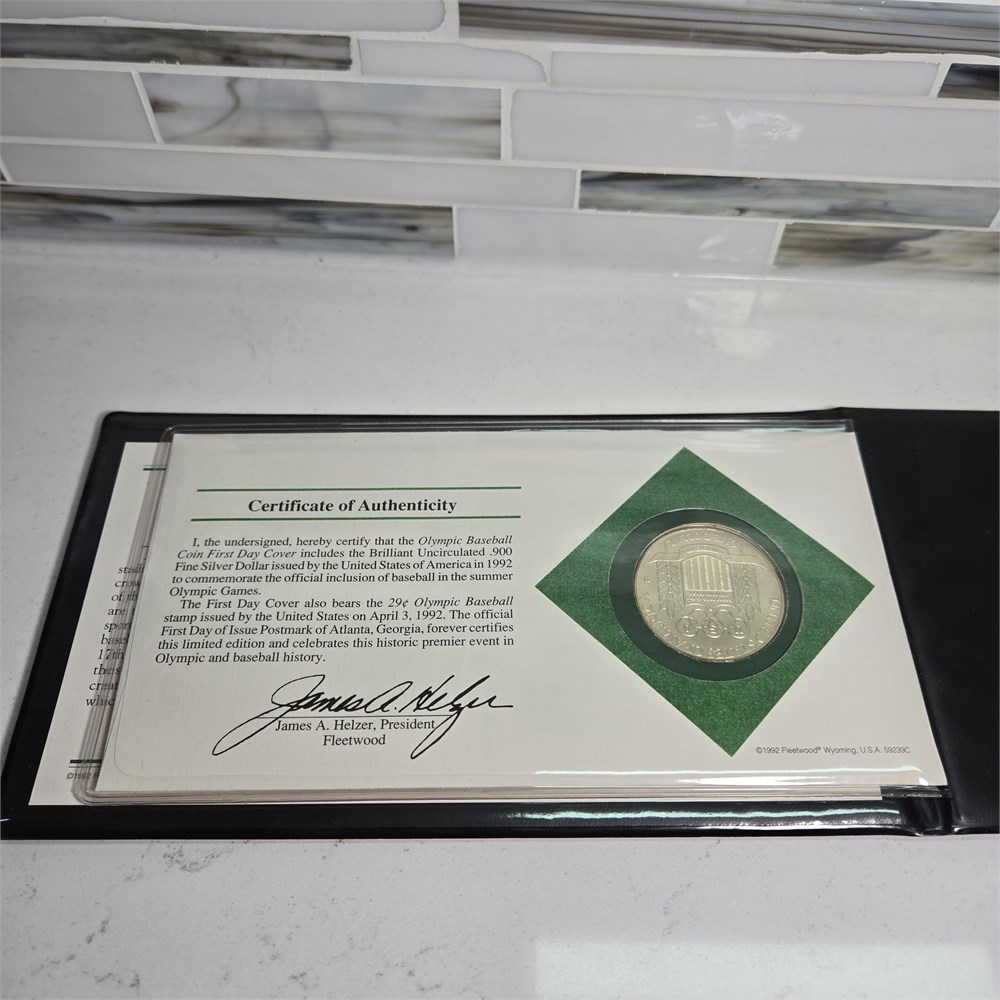 Certificate of Authenticity
I, the undersigned, hereby certify that the Olympic Baseball
Coin First Day Cover includes the Brilliant Uncirculated .900
Fine Silver Dollar issued by the United States of America in 1992
to commemorate the official inclusion of baseball in the summer
Olympic Games.
The First Day Cover also bears the 29¢ Olympic Baseball
stamp issued by the United States on April 3, 1992. The official
First Day of Issue Postmark of Atlanta, Georgia, forever certifies
this limited edition and celebrates this historic premier event in
Olympic and baseball history.
James A. Helzer
James A. Helzer, President
Fleetwood
©1992 Fleetwood® Wyoming, U.S.A. 59239C
of
are
17th